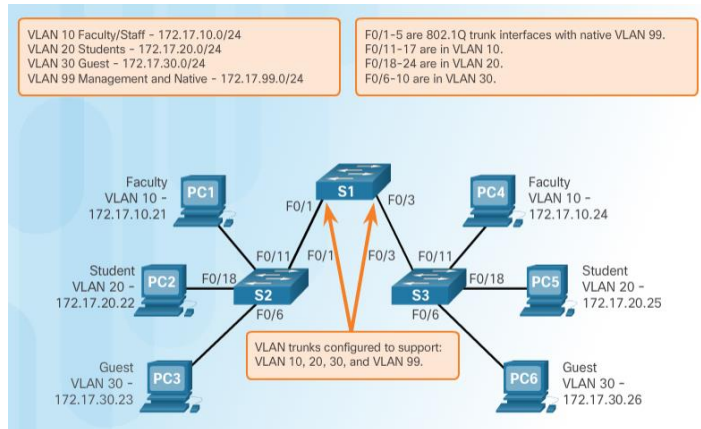 VLAN 10 Faculty/Staff - 172.17.10.0/24
VLAN 20 Students - 172.17.20.0/24
VLAN 30 Guest - 172.17.30.0/24
VLAN 99 Management and Native - 172.17.99.0/24
F0/1-5 are 802.1Q trunk interfaces with native VLAN 99.
F0/11-17 are in VLAN 10.
F0/18-24 are in VLAN 20.
F0/6-10 are in VLAN 30.
Faculty
VLAN 10 -
172.17.10.21
PC1
S1
F0/1
F0/3
PC4
Faculty
VLAN 10 -
172.17.10.24
F0/11
F0/1
F0/3
F0/11
Student
VLAN 20 -
172.17.20.22
PC2
F0/18
S2
F0/6
S3
F0/18
F0/6
PC5
Student
VLAN 20 -
172.17.20.25
VLAN trunks configured to support:
VLAN 10, 20, 30, and VLAN 99.
Guest
VLAN 30 -
172.17.30.23
PC3
PC6
Guest
VLAN 30 -
172.17.30.26